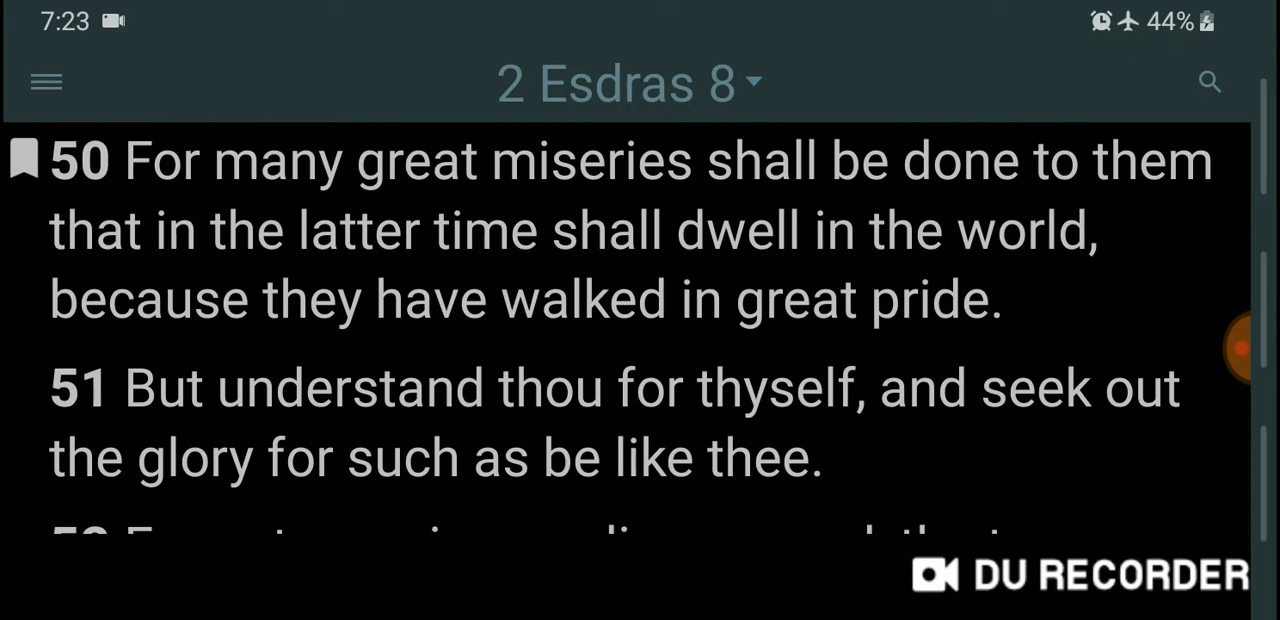 7:23 44%
2 Esdras 8
50 For many great miseries shall be done to them
that in the latter time shall dwell in the world,
because they have walked in great pride.
51 But understand thou for thyself, and seek out
the glory for such as be like thee.
DU RECORDER